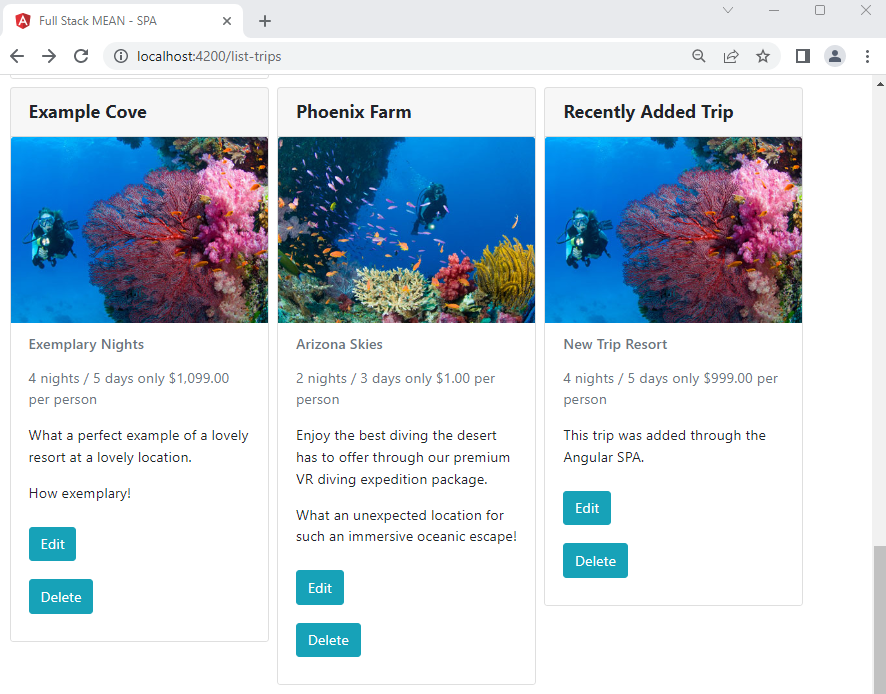 Full Stack MEAN - SPA
localhost:4200/list-trips
Example Cove
Exemplary Nights
4 nights / 5 days only $1,099.00
per person
What a perfect example of a lovely
resort at a lovely location.
How exemplary!
Edit
Delete
Phoenix Farm
Arizona Skies
2 nights / 3 days only $1.00 per
person
Enjoy the best diving the desert
has to offer through our premium
VR diving expedition package.
What an unexpected location for
such an immersive oceanic escape!
Edit
Delete
Recently Added Trip
New Trip Resort
4 nights / 5 days only $999.00 per
person
This trip was added through the
Angular SPA.
Edit
Delete